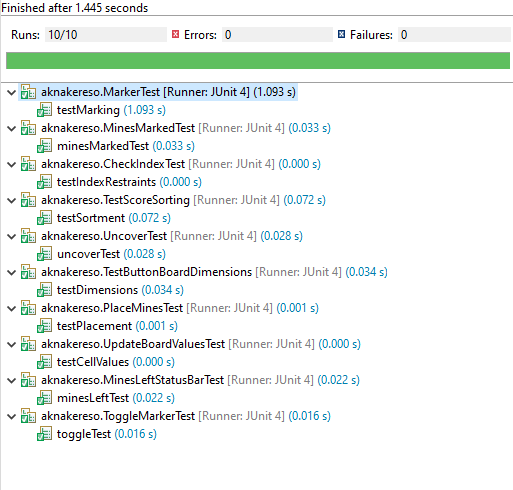 Finished after 1.445 seconds
Runs: 10/10 Errors: 0 Failures: 0
aknakereso.MarkerTest [Runner: JUnit 4] (1.093 s)
testMarking (1.093 s)
aknakereso.MinesMarkedTest [Runner: JUnit 4] (0.033 s)
minesMarkedTest (0.033 s)
aknakereso.CheckIndexTest [Runner: JUnit 4] (0.000 s)
testIndexRestraints (0.000 s)
aknakereso.TestScoreSorting [Runner: JUnit 4] (0.072 s)
testSortment (0.072 s)
aknakereso.UncoverTest [Runner: JUnit 4] (0.028 s)
uncoverTest (0.028 s)
aknakereso.TestButtonBoardDimensions [Runner: JUnit 4] (0.034 s)
testDimensions (0.034 s)
aknakereso.PlaceMinesTest [Runner: JUnit 4] (0.001 s)
testPlacement (0.001 s)
aknakereso.UpdateBoardValuesTest [Runner: JUnit 4] (0.000 s)
testCellValues (0.000 s)
aknakereso.MinesLeftStatusBarTest [Runner: JUnit 4] (0.022 s)
minesLeftTest (0.022 s)
aknakereso.ToggleMarkerTest [Runner: JUnit 4] (0.016 s)
toggleTest (0.016 s)